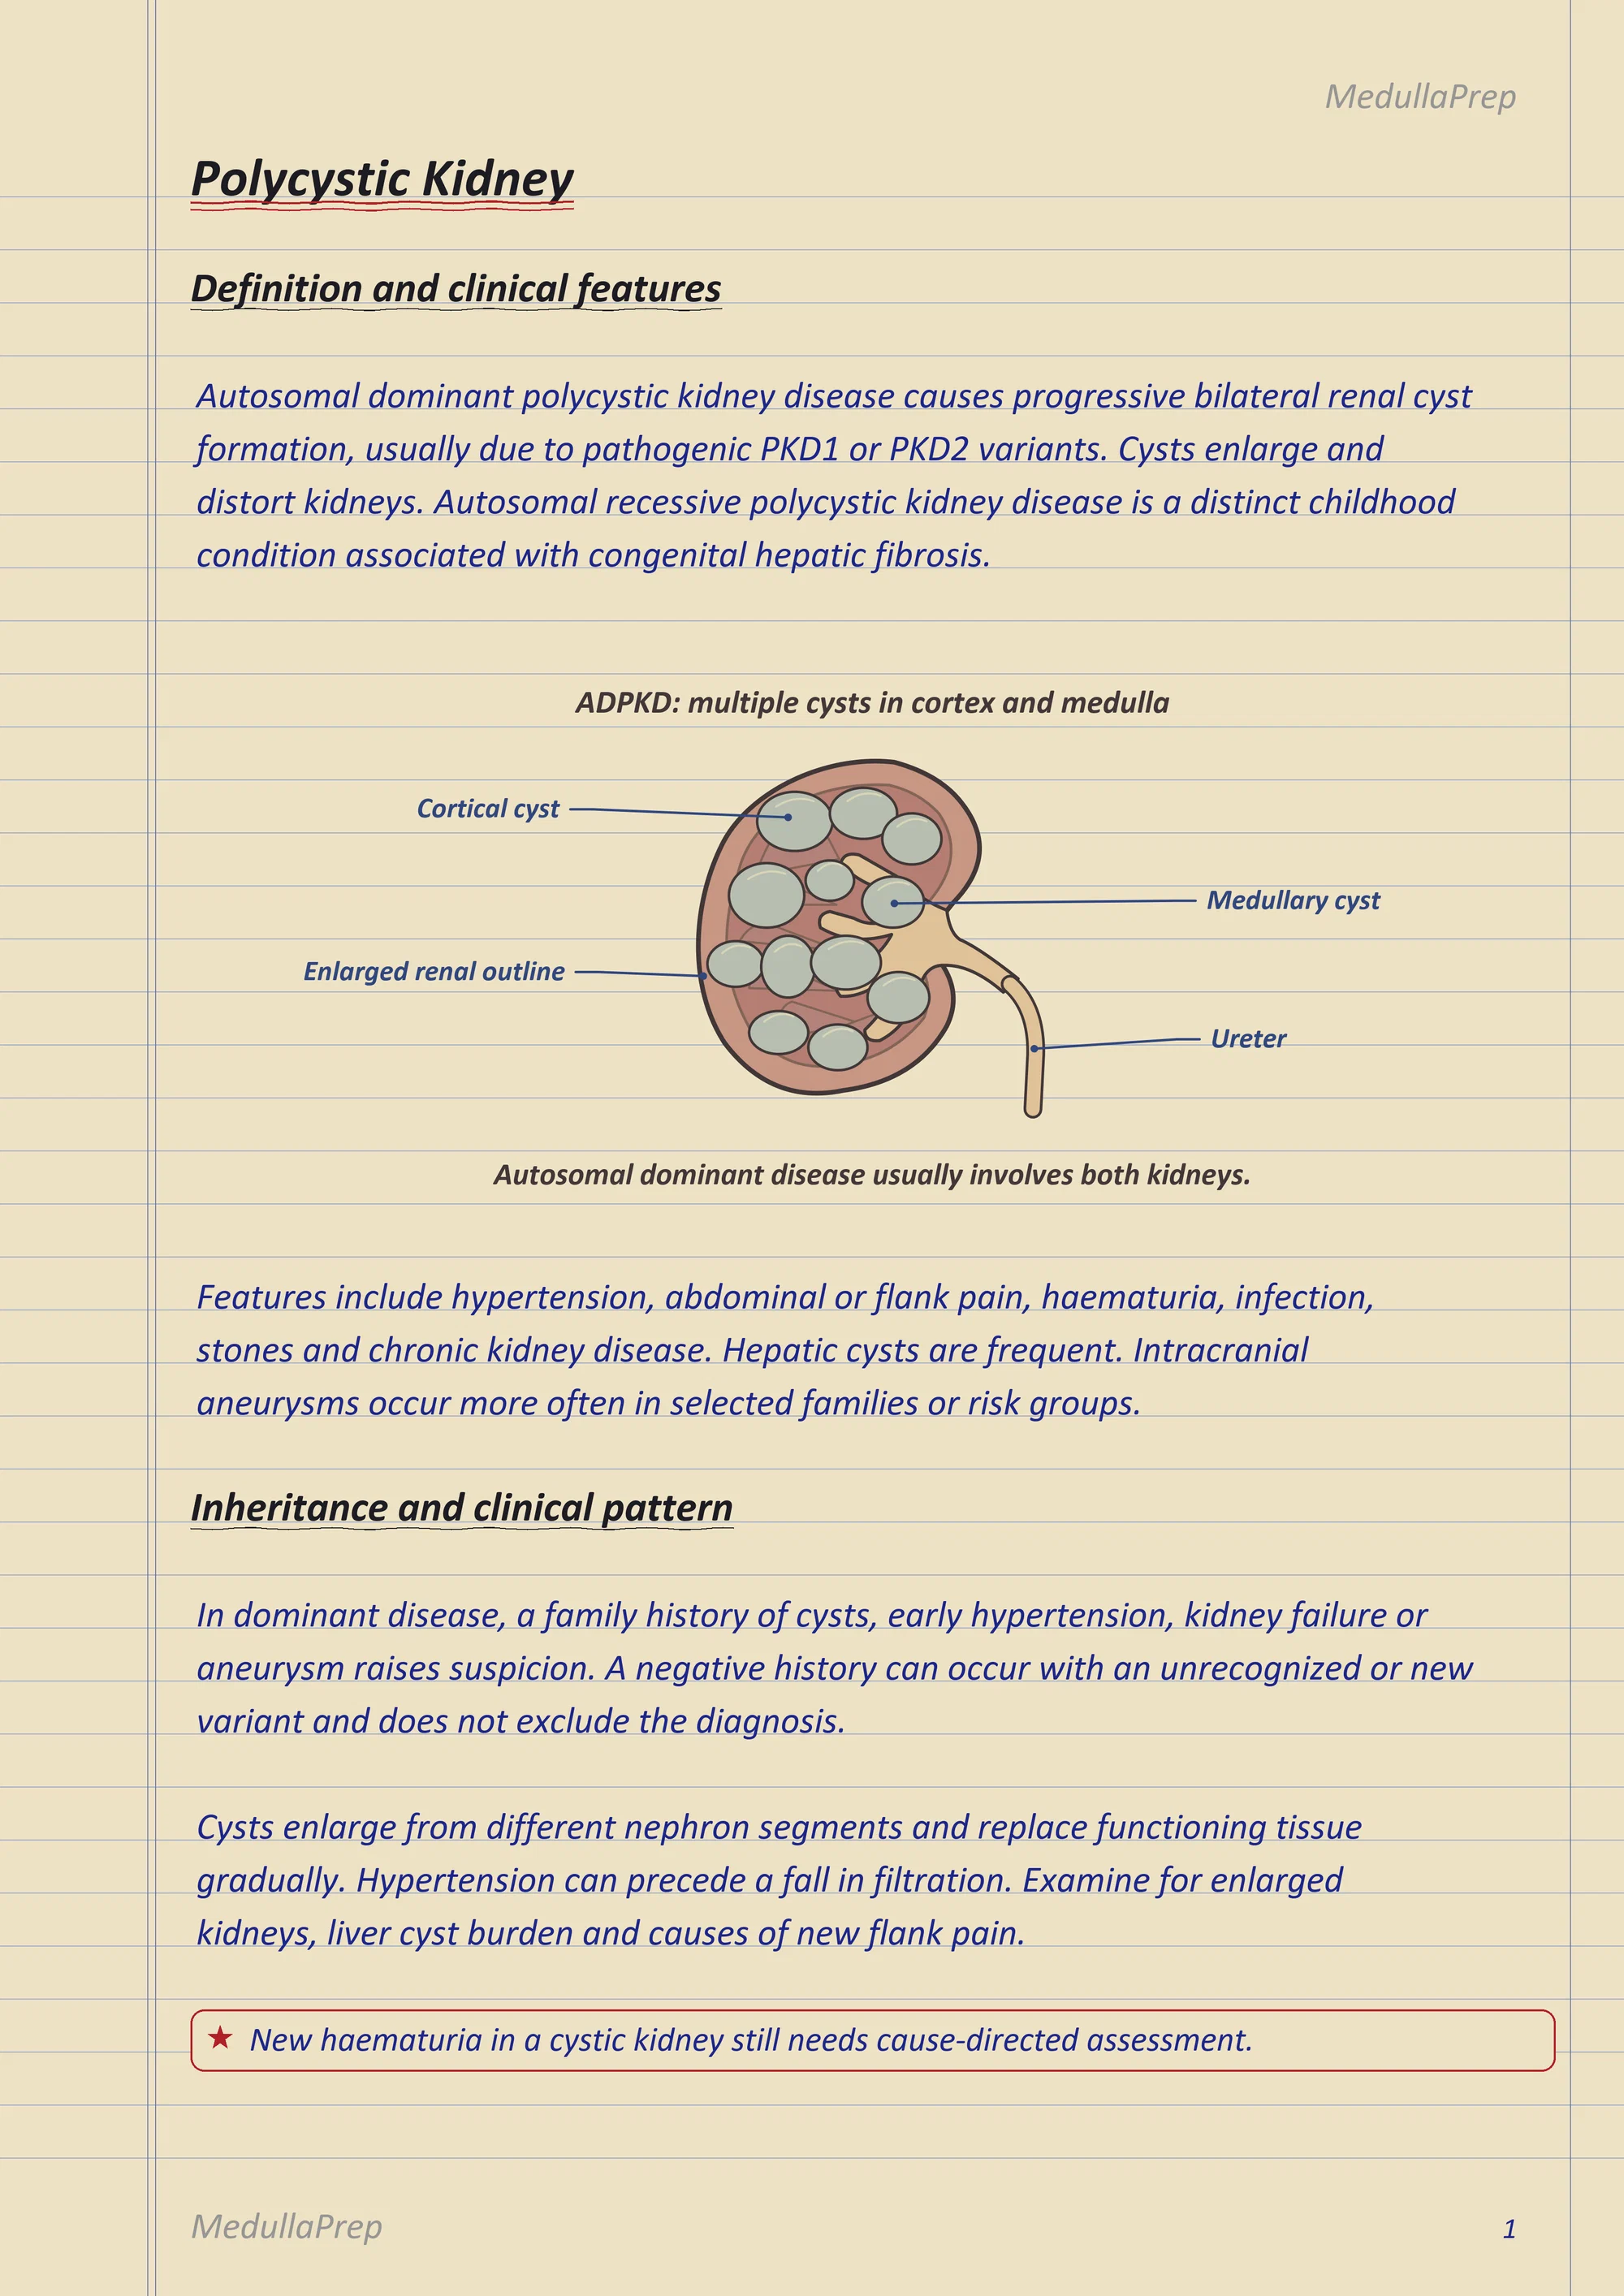 MedullaPrep
Polycystic Kidney
Definition and clinical features
Autosomal dominant polycystic kidney disease causes progressive bilateral renal cyst
formation, usually due to pathogenic PKD1 or PKD2 variants. Cysts enlarge and
distort kidneys. Autosomal recessive polycystic kidney disease is a distinct childhood
condition associated with congenital hepatic fibrosis.
ADPKD: multiple cysts in cortex and medulla
Cortical cyst
Medullary cyst
Enlarged renal outline
Ureter
Autosomal dominant disease usually involves both kidneys.
Features include hypertension, abdominal or flank pain, haematuria, infection,
stones and chronic kidney disease. Hepatic cysts are frequent. Intracranial
aneurysms occur more often in selected families or risk groups.
Inheritance and clinical pattern
In dominant disease, a family history of cysts, early hypertension, kidney failure or
aneurysm raises suspicion. A negative history can occur with an unrecognized or new
variant and does not exclude the diagnosis.
Cysts enlarge from different nephron segments and replace functioning tissue
gradually. Hypertension can precede a fall in filtration. Examine for enlarged
kidneys, liver cyst burden and causes of new flank pain.
★ New haematuria in a cystic kidney still needs cause-directed assessment.
MedullaPrep
1